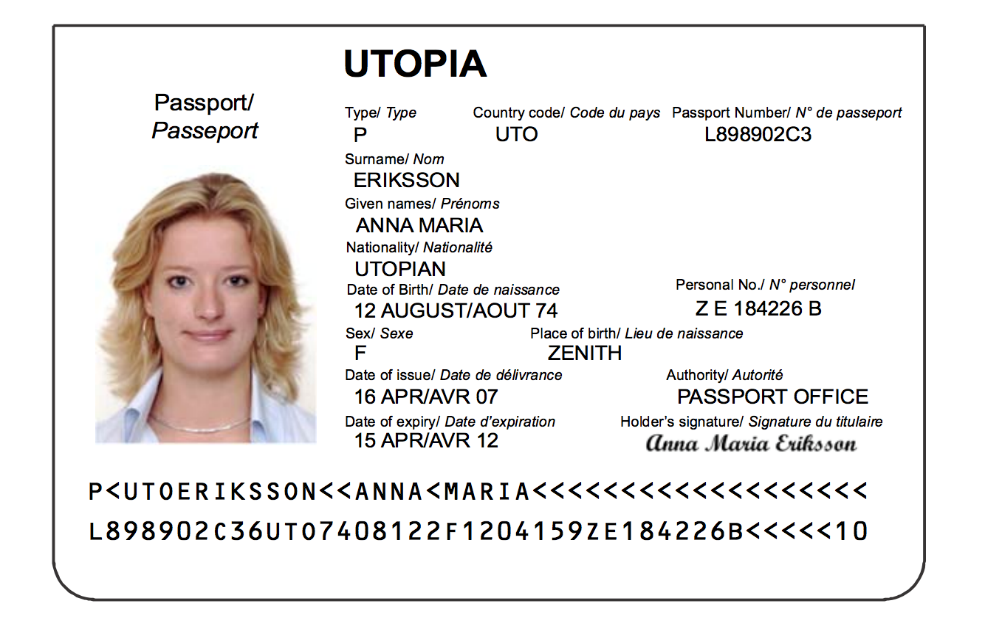 UTOPIA
Passport/
Passeport
Type/ Type Country code/ Code du pays Passport Number/ N° de passeport
P UTO L898902C3
Surname/ Nom
ERIKSSON
Given names/ Prénoms
ANNA MARIA
Nationality/ Nationalité
UTOPIAN
Date of Birth/ Date de naissance Personal No./ N° personnel
12 AUGUST/AOUT 74 Z E 184226 B
Sex/ Sexe Place of birth/ Lieu de naissance
F ZENITH
Date of issue/ Date de délivrance Authority/ Autorité
16 APR/AVR 07 PASSPORT OFFICE
Date of expiry/ Date d'expiration Holder's signature/ Signature du titulaire
15 APR/AVR 12 Anna Maria Eriksson
P<UTOERIKSSON<<ANNA<MARIA<<<<<<<<<<<<<<<<<<<
L898902C36UTO7408122F1204159ZE184226B<<<<<10